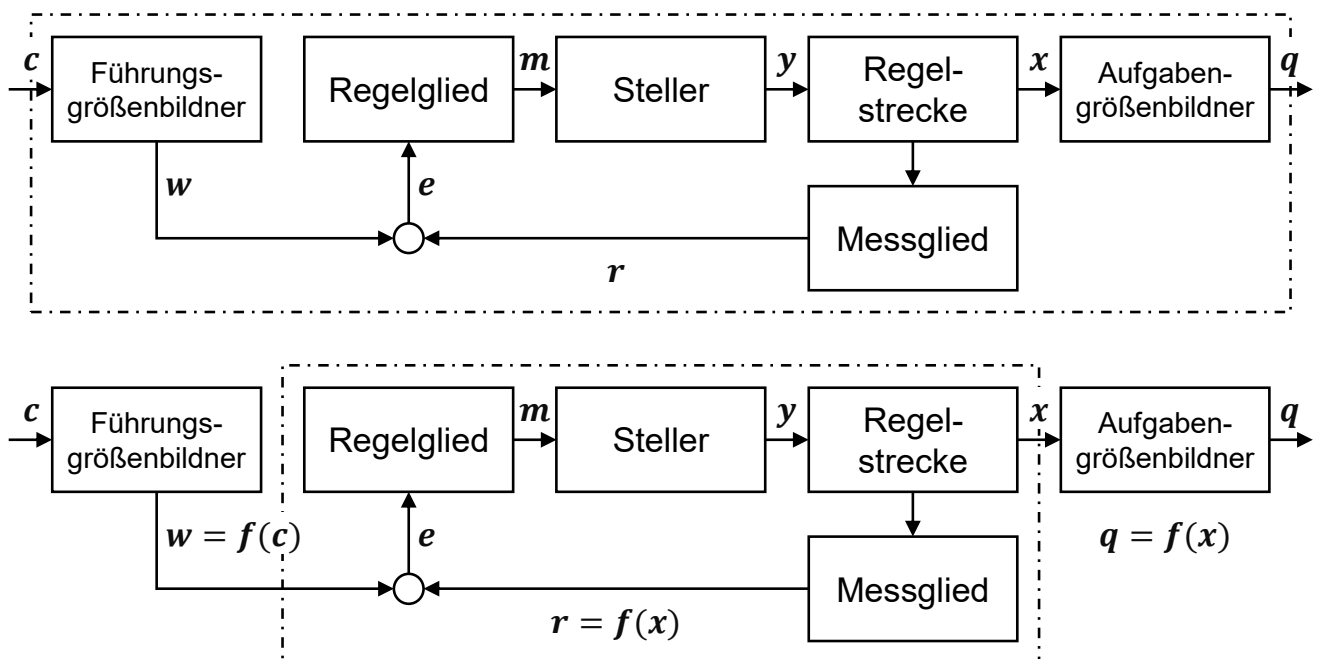 c
Führungs-
größenbildner
Regelglied
m
Steller
y
Regel-
strecke
x
Aufgaben-
größenbildner
q
w
e
r
Messglied
c
Führungs-
größenbildner
Regelglied
m
Steller
y
Regel-
strecke
x
Aufgaben-
größenbildner
q
w = f(c)
e
q = f(x)
r = f(x)
Messglied